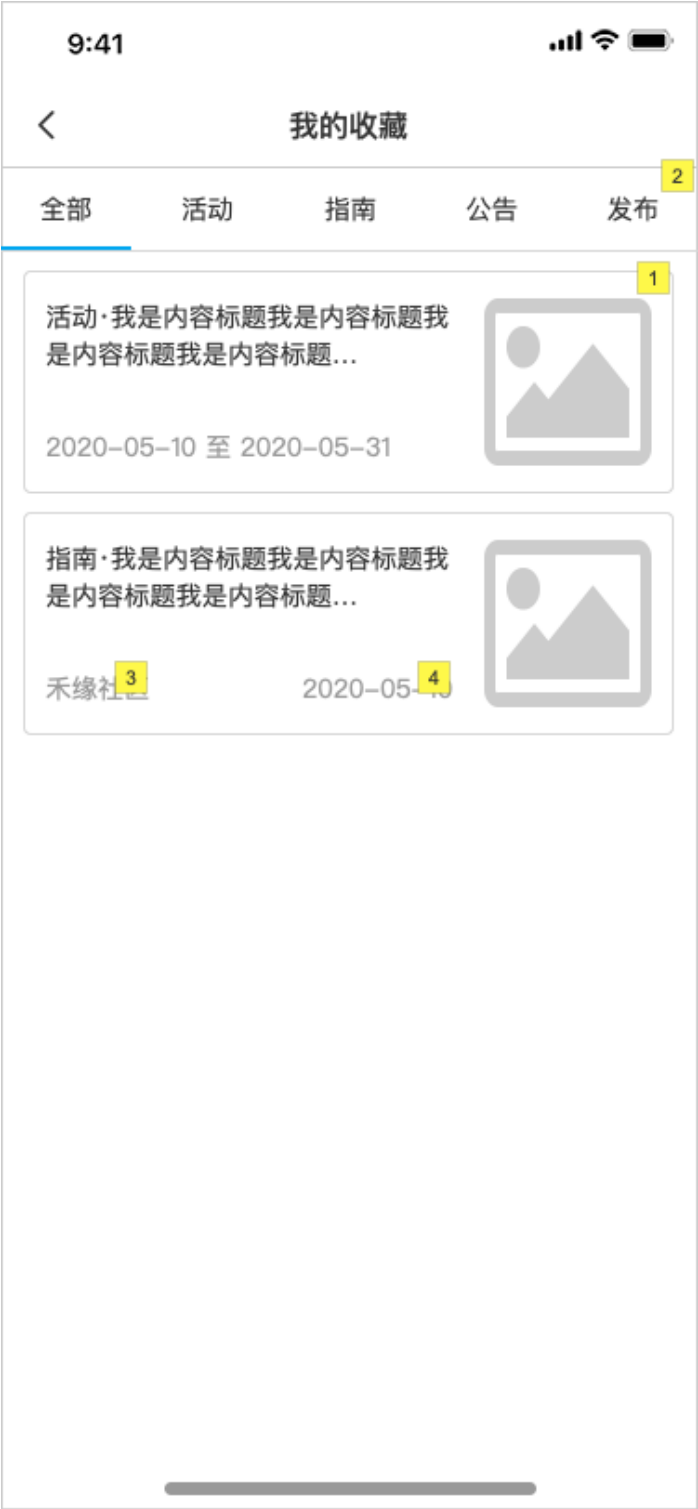 9:41
我的收藏
2
全部 活动 指南 公告 发布
1
活动·我是内容标题我是内容标题我
是内容标题我是内容标题...
2020-05-10 至 2020-05-31
指南·我是内容标题我是内容标题我
是内容标题我是内容标题...
3
4
禾缘社 2020-05-